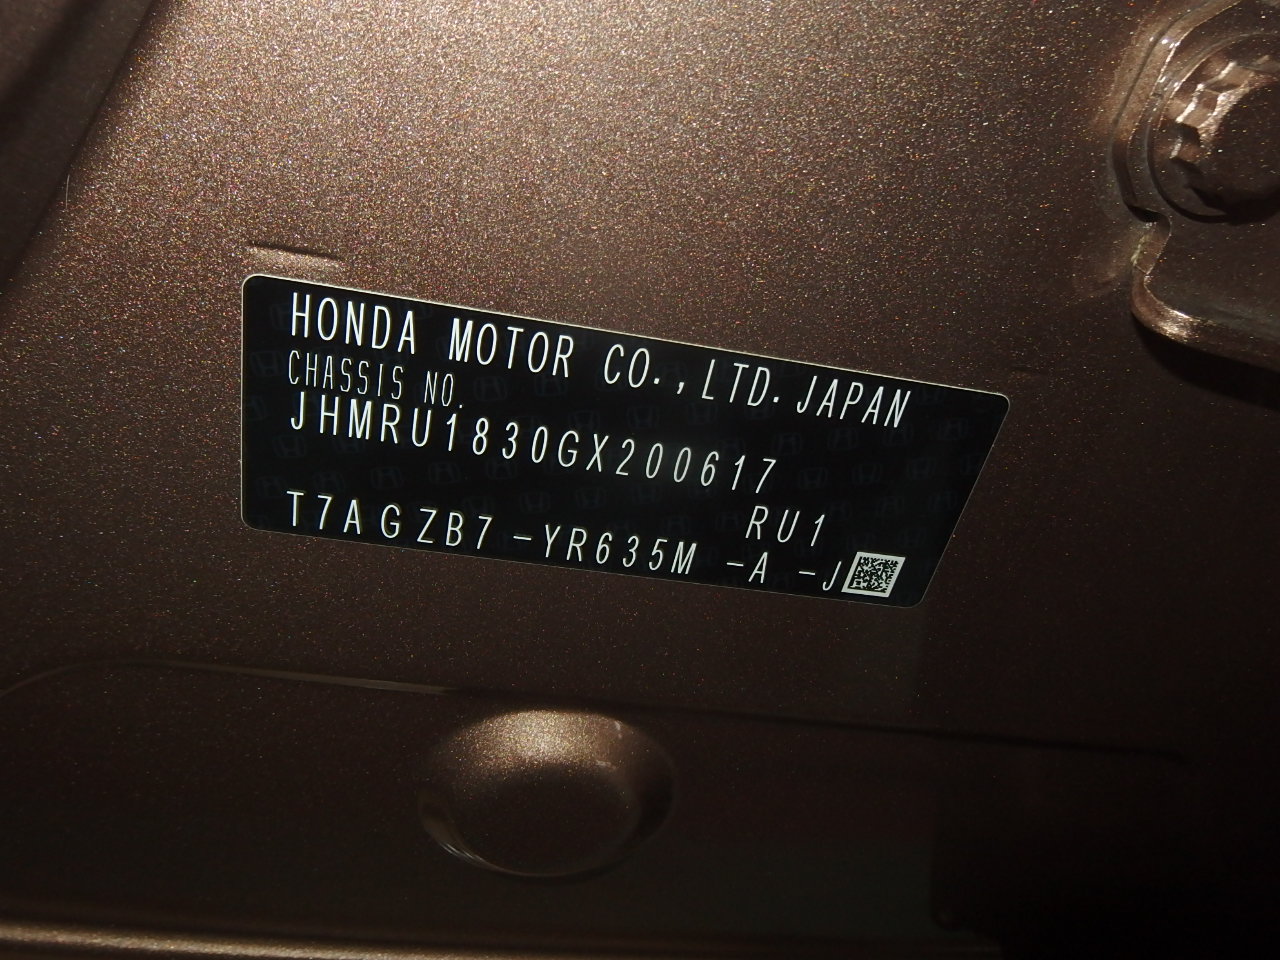 HONDA MOTOR CO., LTD. JAPAN
CHASSIS NO.
JHMRU1830GX200617
RU1
T7AGZB7 -YR635M -A -J